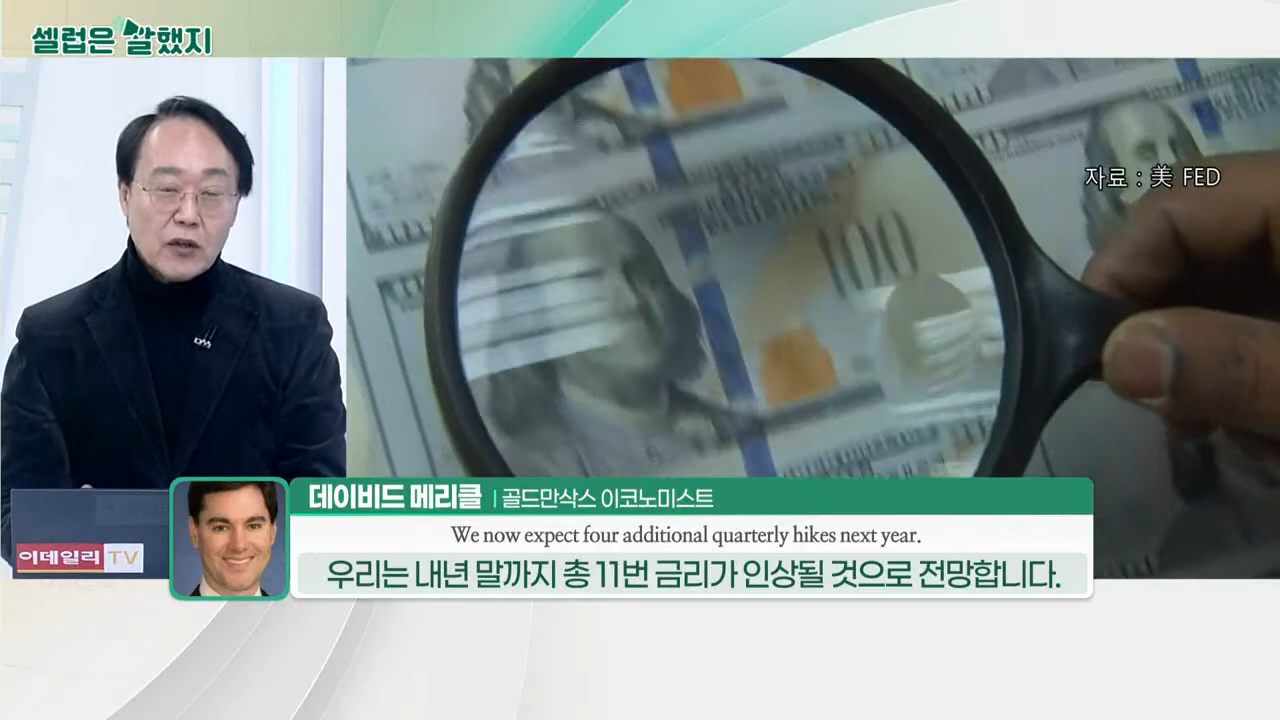 셀럽은 말했지
자료 : 美 FED
100
데이비드 메리클 | 골드만삭스 이코노미스트
We now expect four additional quarterly hikes next year.
우리는 내년 말까지 총 11번 금리가 인상될 것으로 전망합니다.
이데일리 TV